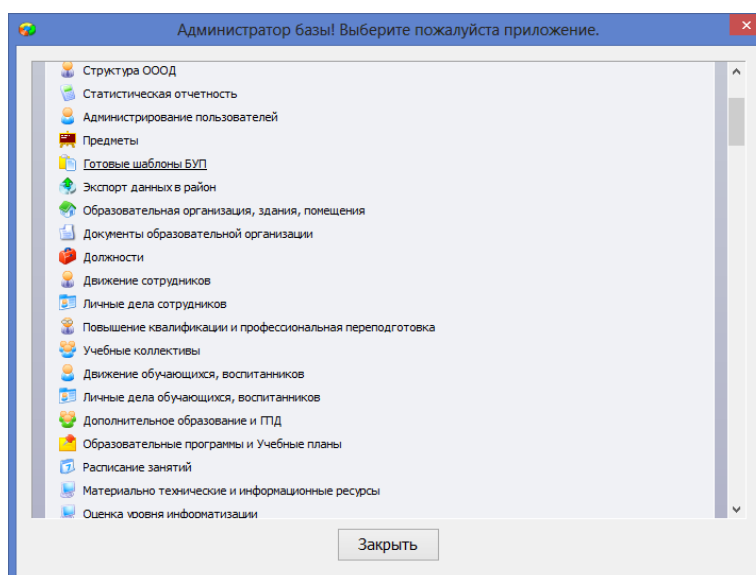 Администратор базы! Выберите пожалуйста приложение.
Структура ОООД
Статистическая отчетность
Администрирование пользователей
Предметы
Готовые шаблоны БУП
Экспорт данных в район
Образовательная организация, здания, помещения
Документы образовательной организации
Должности
Движение сотрудников
Личные дела сотрудников
Повышение квалификации и профессиональная переподготовка
Учебные коллективы
Движение обучающихся, воспитанников
Личные дела обучающихся, воспитанников
Дополнительное образование и ГПД
Образовательные программы и Учебные планы
Расписание занятий
Материально технические и информационные ресурсы
Оценка уровня информатизации
Закрыть